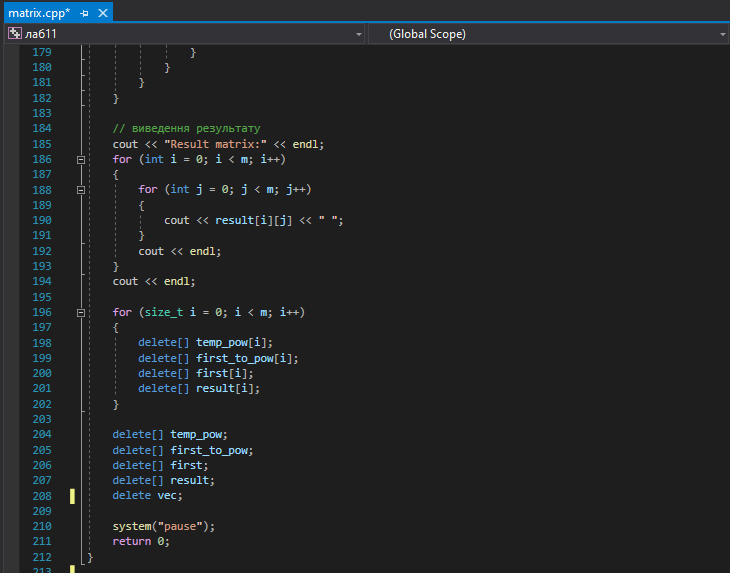 matrix.cpp*
ла611 (Global Scope)
179 }
180 }
181 }
182 }
183
184 // виведення результату
185 cout << "Result matrix:" << endl;
186 for (int i = 0; i < m; i++)
187 {
188 for (int j = 0; j < m; j++)
189 {
190 cout << result[i][j] << " ";
191 }
192 cout << endl;
193 }
194 cout << endl;
195
196 for (size_t i = 0; i < m; i++)
197 {
198 delete[] temp_pow[i];
199 delete[] first_to_pow[i];
200 delete[] first[i];
201 delete[] result[i];
202 }
203
204 delete[] temp_pow;
205 delete[] first_to_pow;
206 delete[] first;
207 delete[] result;
208 delete vec;
209
210 system("pause");
211 return 0;
212 }
213